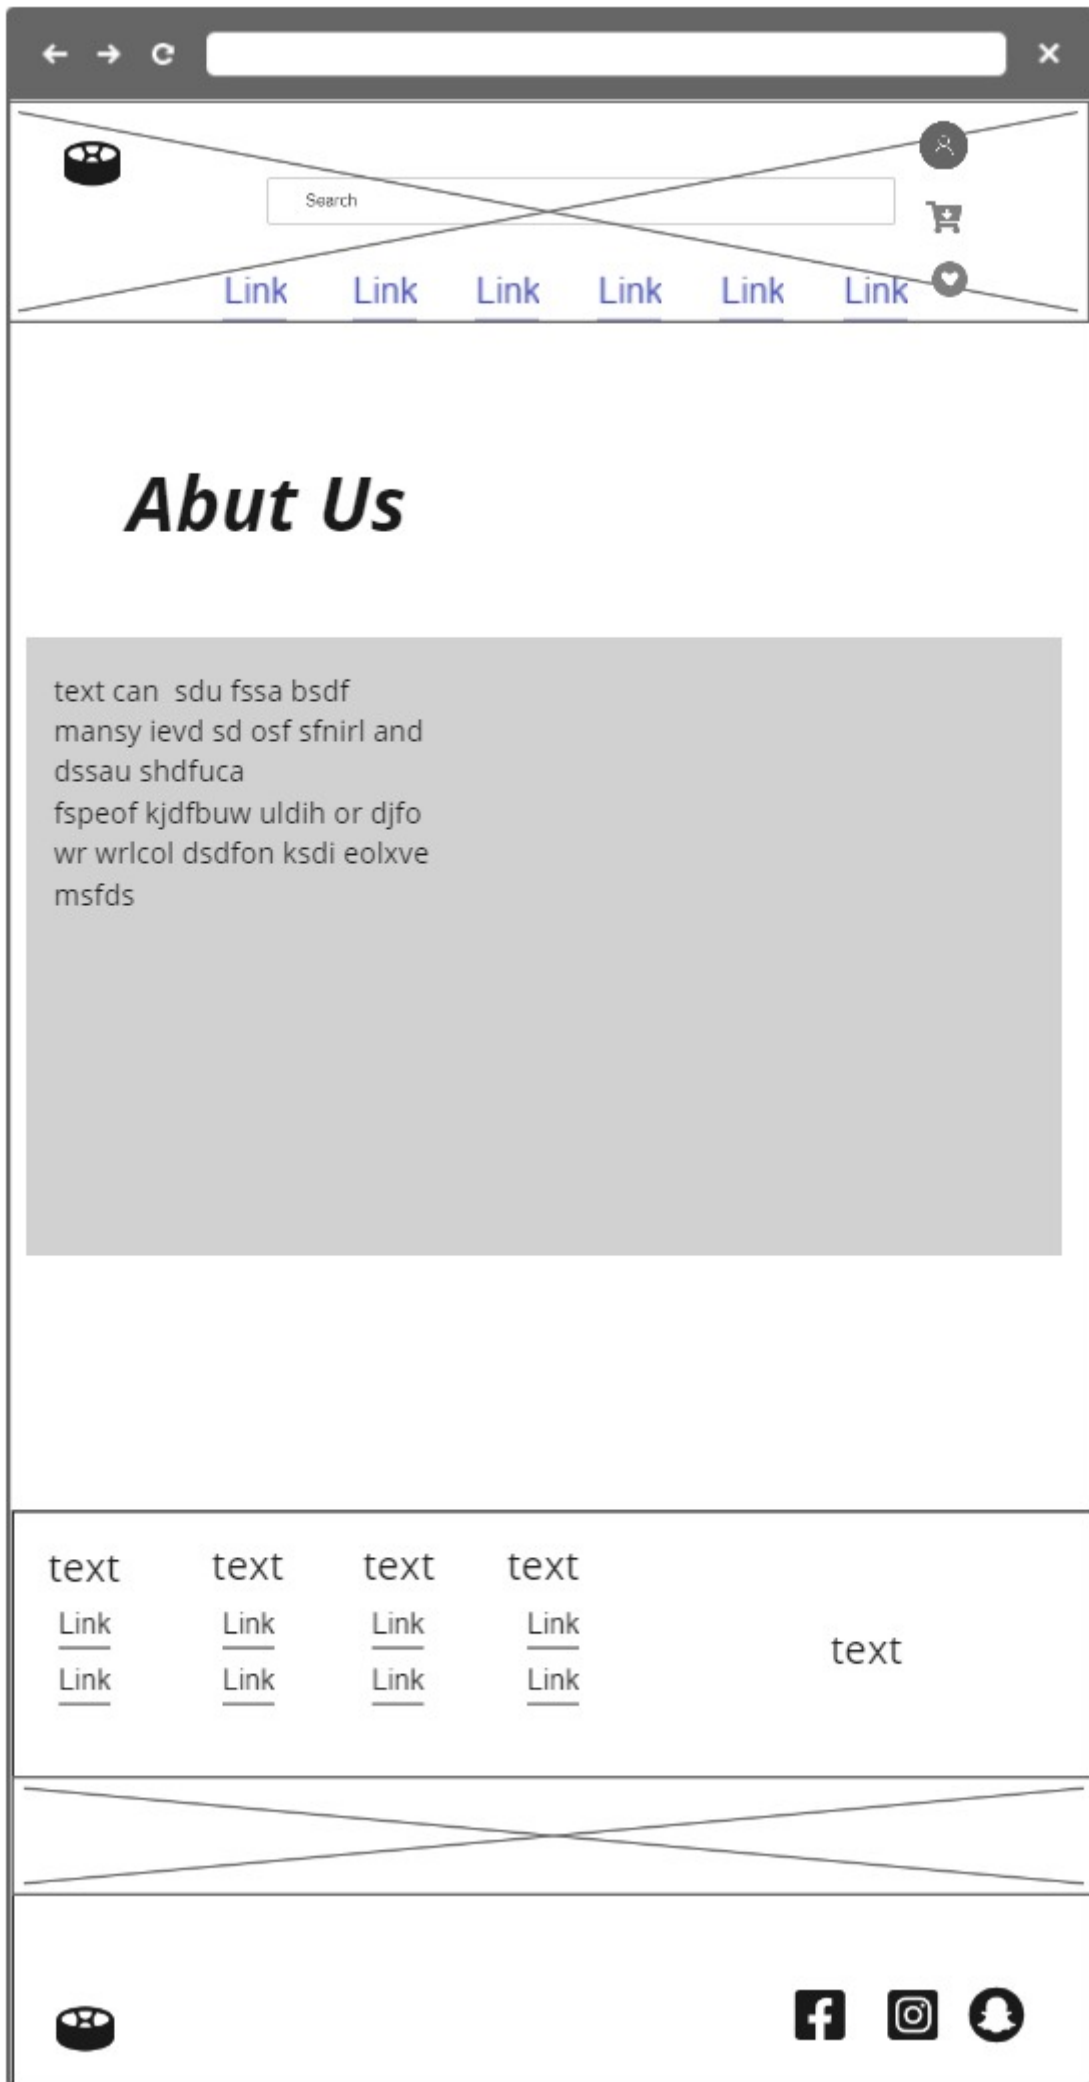 Search
Link Link Link Link Link Link
Abut Us
text can  sdu fssa bsdf
mansy ievd sd osf sfnirl and
dssau shdfuca
fspeof kjdfbuw uldih or djfo
wr wrlcol dsdfon ksdi eolxve
msfds
text text text text
Link Link Link Link
Link Link Link Link
text